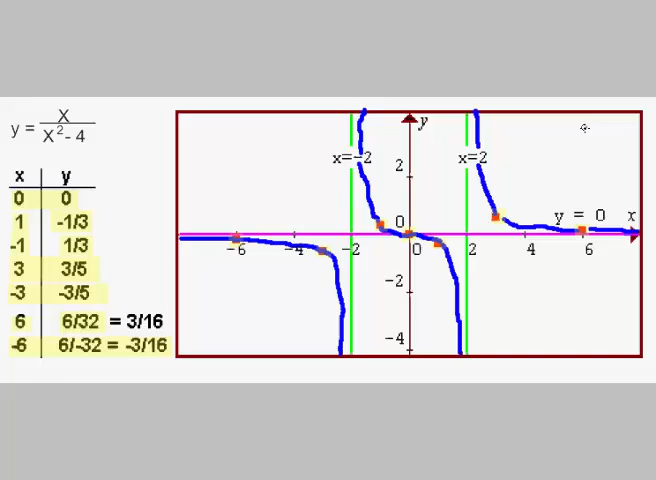 y = X / X² - 4
x y
0 0
1 -1/3
-1 1/3
3 3/5
-3 -3/5
6 6/32 = 3/16
-6 6/-32 = -3/16
y
x=-2 x=2
2
0 y = 0 x
-6 -4 -2 0 2 4 6
-2
-4